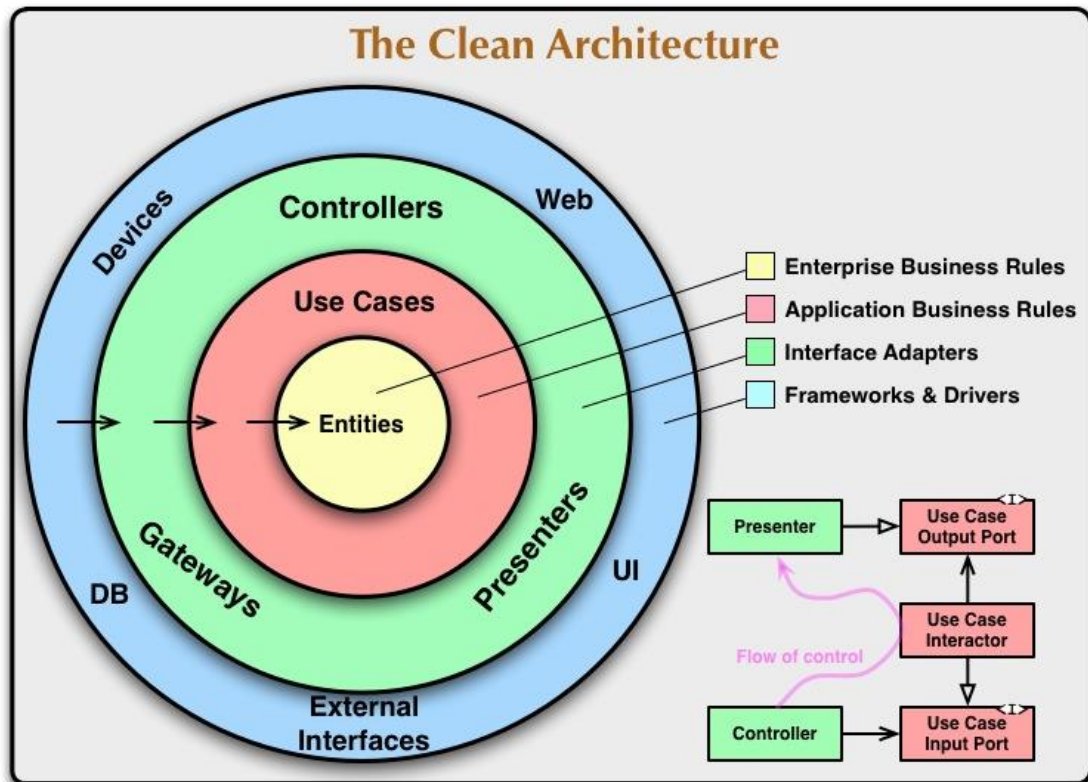 The Clean Architecture
Devices
Web
Controllers
Use Cases
Entities
Gateways
Presenters
DB
UI
External
Interfaces
Enterprise Business Rules
Application Business Rules
Interface Adapters
Frameworks & Drivers
Presenter
<I>
Use Case
Output Port
Use Case
Interactor
Flow of control
Controller
<I>
Use Case
Input Port